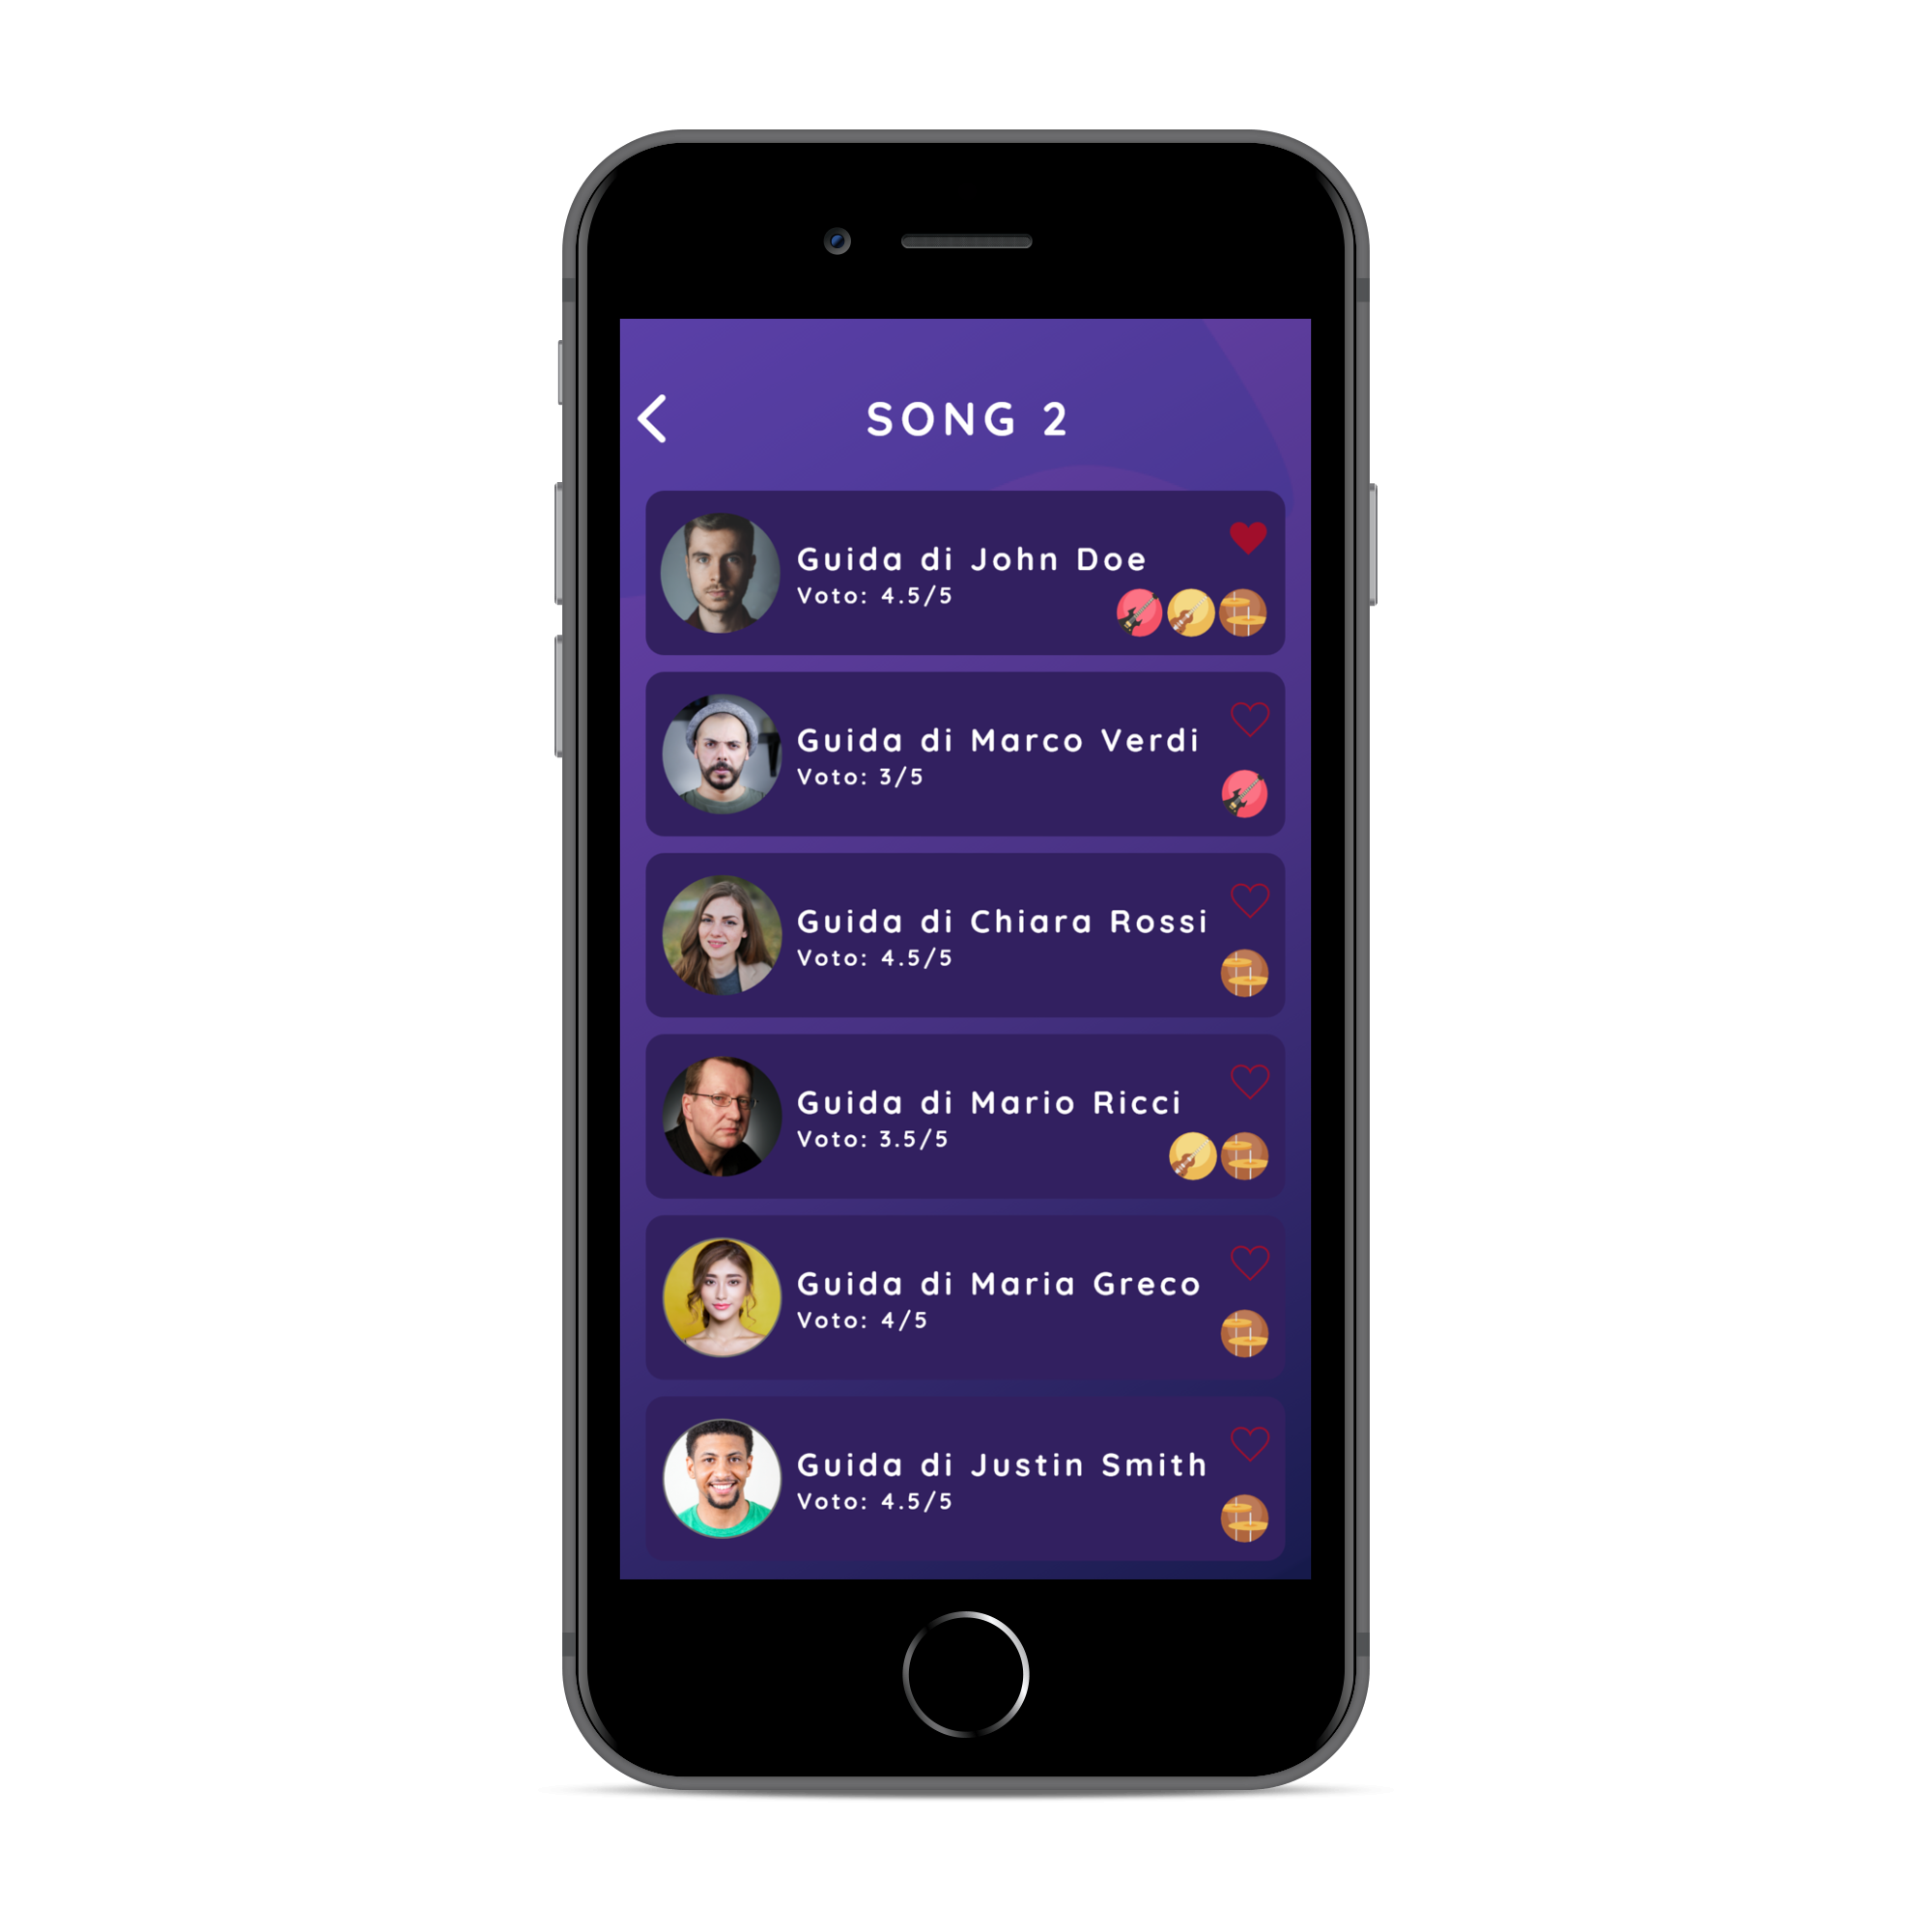 SONG 2
Guida di John Doe
Voto: 4.5/5
Guida di Marco Verdi
Voto: 3/5
Guida di Chiara Rossi
Voto: 4.5/5
Guida di Mario Ricci
Voto: 3.5/5
Guida di Maria Greco
Voto: 4/5
Guida di Justin Smith
Voto: 4.5/5